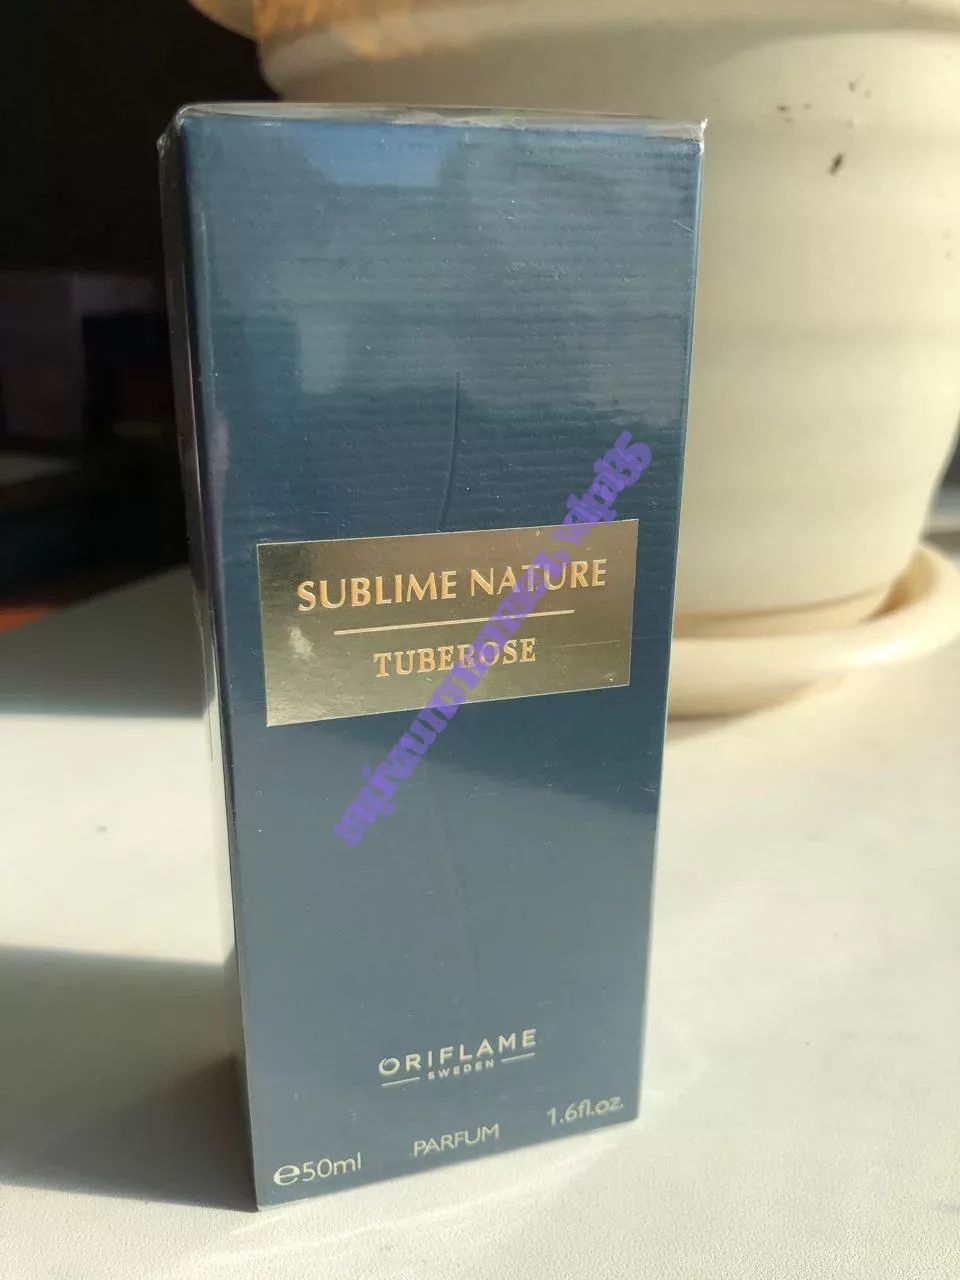 SUBLIME NATURE
TUBEROSE
ORIFLAME
SWEDEN
℮50ml PARFUM 1.6fl.oz.